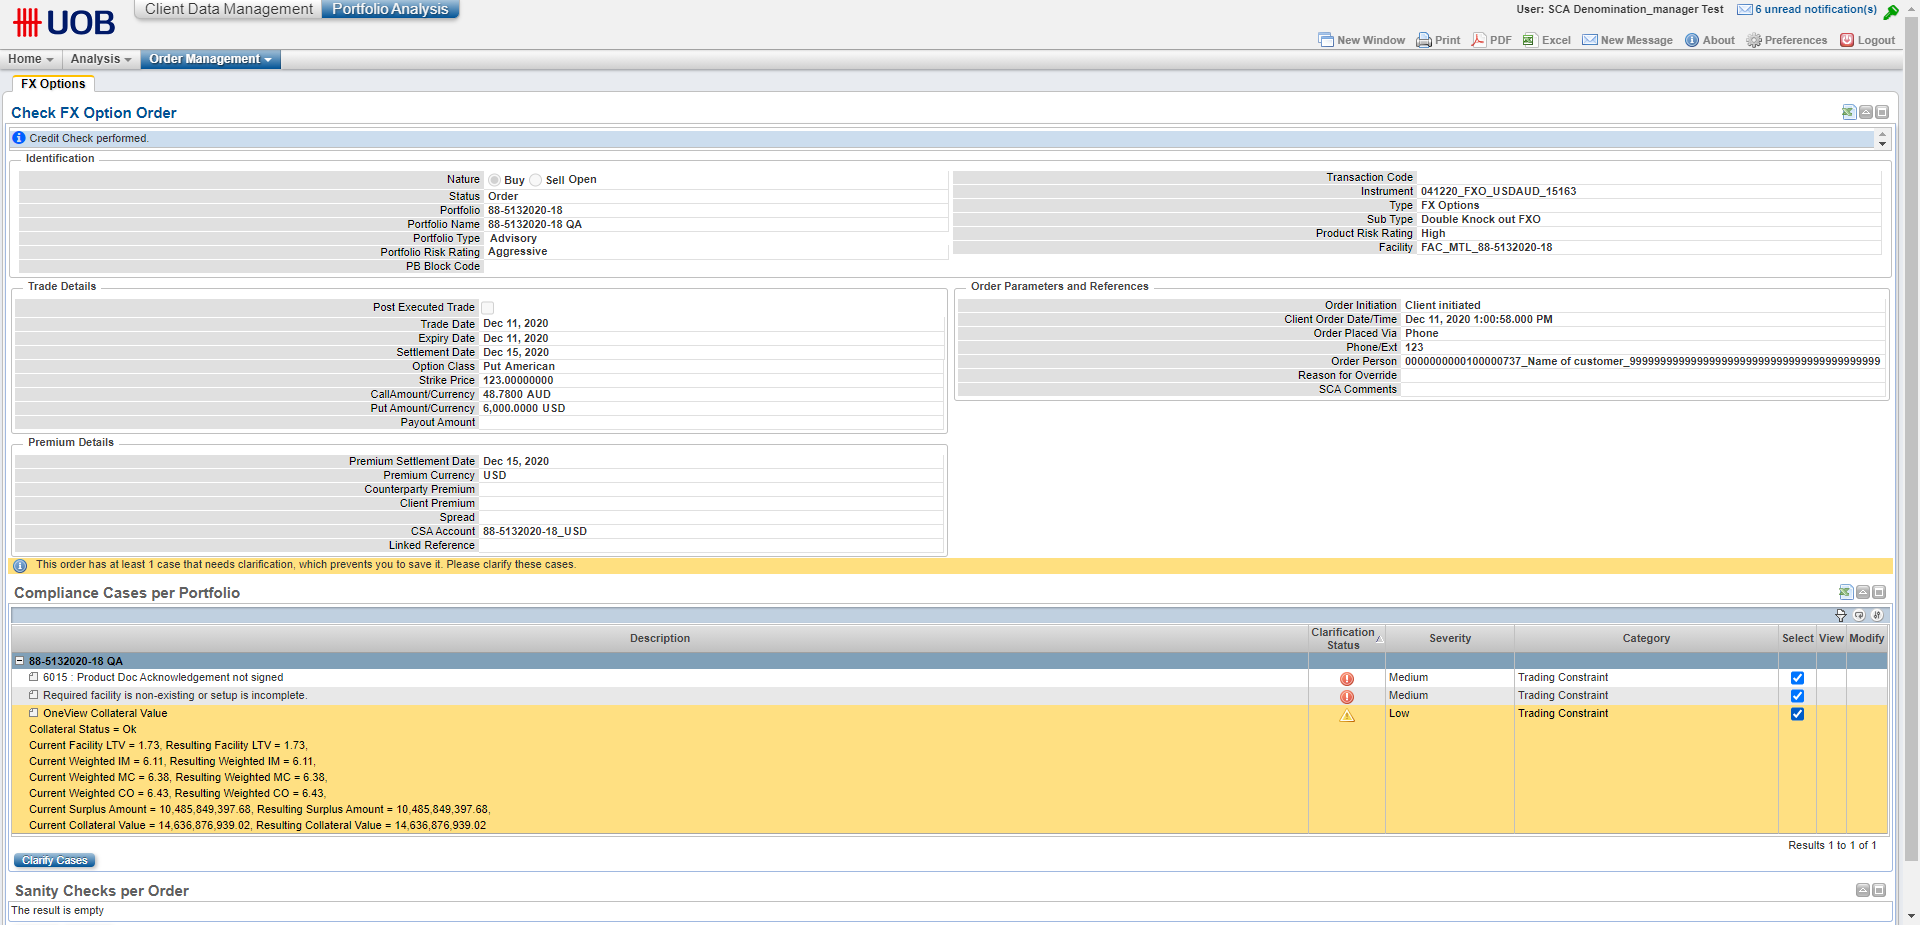 UOB
Client Data Management
Portfolio Analysis
User: SCA Denomination_manager Test
6 unread notification(s)
New Window
Print
PDF
Excel
New Message
About
Preferences
Logout
Home
Analysis
Order Management
FX Options
Check FX Option Order
Credit Check performed.
Identification
Nature Buy Sell Open
Status Order
Portfolio 88-5132020-18
Portfolio Name 88-5132020-18 QA
Portfolio Type Advisory
Portfolio Risk Rating Aggressive
PB Block Code
Transaction Code
Instrument 041220_FXO_USDAUD_15163
Type FX Options
Sub Type Double Knock out FXO
Product Risk Rating High
Facility FAC_MTL_88-5132020-18
Trade Details
Post Executed Trade
Trade Date Dec 11, 2020
Expiry Date Dec 11, 2020
Settlement Date Dec 15, 2020
Option Class Put American
Strike Price 123.00000000
CallAmount/Currency 48.7800 AUD
Put Amount/Currency 6,000.0000 USD
Payout Amount
Order Parameters and References
Order Initiation Client initiated
Client Order Date/Time Dec 11, 2020 1:00:58.000 PM
Order Placed Via Phone
Phone/Ext 123
Reason for Override
SCA Comments
Premium Details
Premium Settlement Date Dec 15, 2020
Premium Currency USD
Counterparty Premium
Client Premium
Spread
CSA Account 88-5132020-18_USD
Linked Reference
This order has at least 1 case that needs clarification, which prevents you to save it. Please clarify these cases.
Compliance Cases per Portfolio
Description Clarification Status Severity Category Select View Modify
88-5132020-18 QA
6015 : Product Doc Acknowledgement not signed Medium Trading Constraint
Required facility is non-existing or setup is incomplete. Medium Trading Constraint
OneView Collateral Value Low Trading Constraint
Collateral Status = Ok
Current Facility LTV = 1.73, Resulting Facility LTV = 1.73,
Current Weighted IM = 6.11, Resulting Weighted IM = 6.11,
Current Weighted MC = 6.38, Resulting Weighted MC = 6.38,
Current Weighted CO = 6.43, Resulting Weighted CO = 6.43,
Current Surplus Amount = 10,485,849,397.68, Resulting Surplus Amount = 10,485,849,397.68,
Current Collateral Value = 14,636,876,939.02, Resulting Collateral Value = 14,636,876,939.02
Results 1 to 1 of 1
Clarify Cases
Sanity Checks per Order
The result is empty